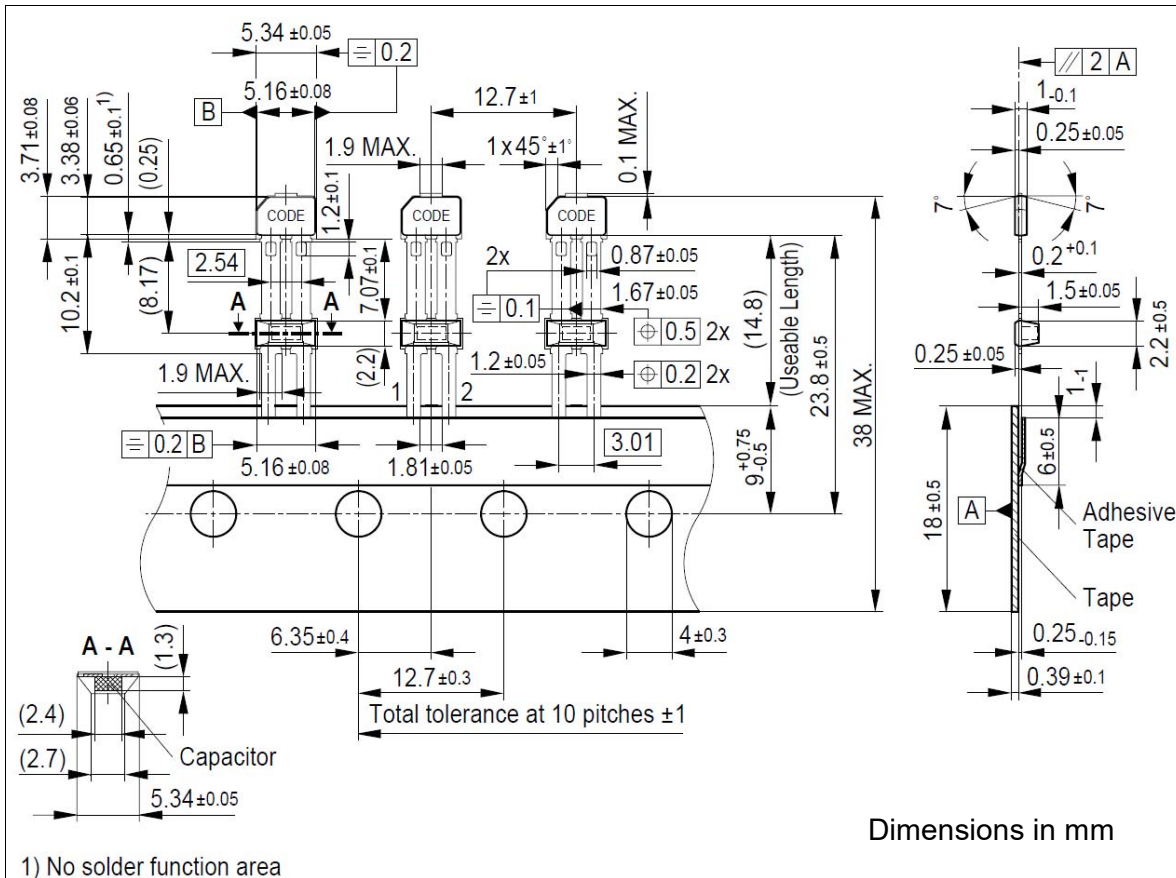 5.34 ±0.05
⌯ 0.2
B
5.16 ±0.08
12.7 ±1
3.71 ±0.08
3.38 ±0.06
0.65 ±0.1 1)
(0.25)
1.9 MAX.
1 x 45° ±1°
0.1 MAX.
CODE
CODE
CODE
1.2 ±0.1
2.54
10.2 ±0.1
(8.17)
7.07 ±0.1
A A
2x
⌯ 0.1
0.87 ±0.05
1.67 ±0.05
⌖ 0.5 2x
(2.2)
1.9 MAX.
1 2
1.2 ±0.05
⌖ 0.2 2x
⌯ 0.2 B
5.16 ±0.08
1.81 ±0.05
3.01
(14.8)
(Useable Length)
23.8 ±0.5
38 MAX.
9 +0.75 -0.5
6.35 ±0.4
4 ±0.3
12.7 ±0.3
Total tolerance at 10 pitches ±1
// 2 A
1 -0.1
0.25 ±0.05
7° 7°
0.2 +0.1
1.5 ±0.05
2.2 ±0.5
0.25 ±0.05
1 -1
6 ±0.5
18 ±0.5
A
Adhesive
Tape
Tape
0.25 -0.15
0.39 ±0.1
A - A
(1.3)
(2.4)
Capacitor
(2.7)
5.34 ±0.05
Dimensions in mm
1) No solder function area